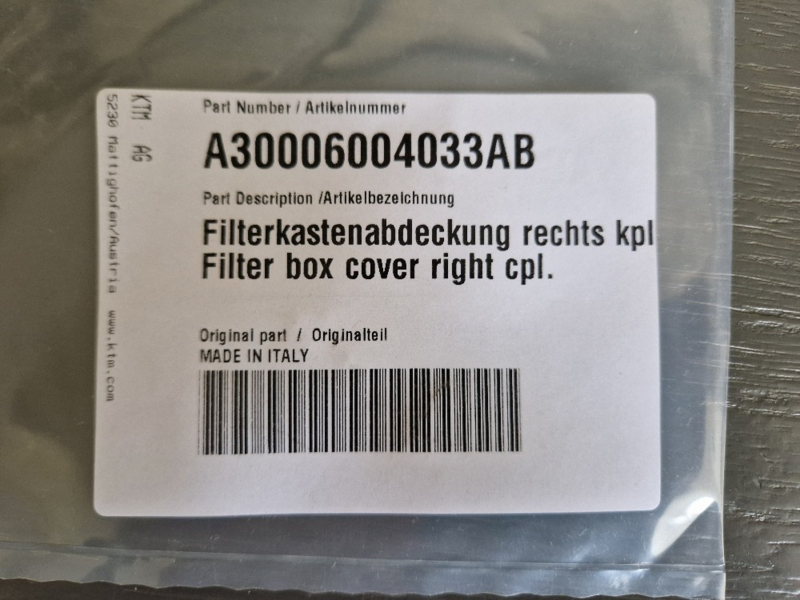 Part Number / Artikelnummer
A30006004033AB
Part Description /Artikelbezeichnung
Filterkastenabdeckung rechts kpl
Filter box cover right cpl.
Original part / Originalteil
MADE IN ITALY
KTM AG
5230 Mattighofen/Austria www.ktm.com